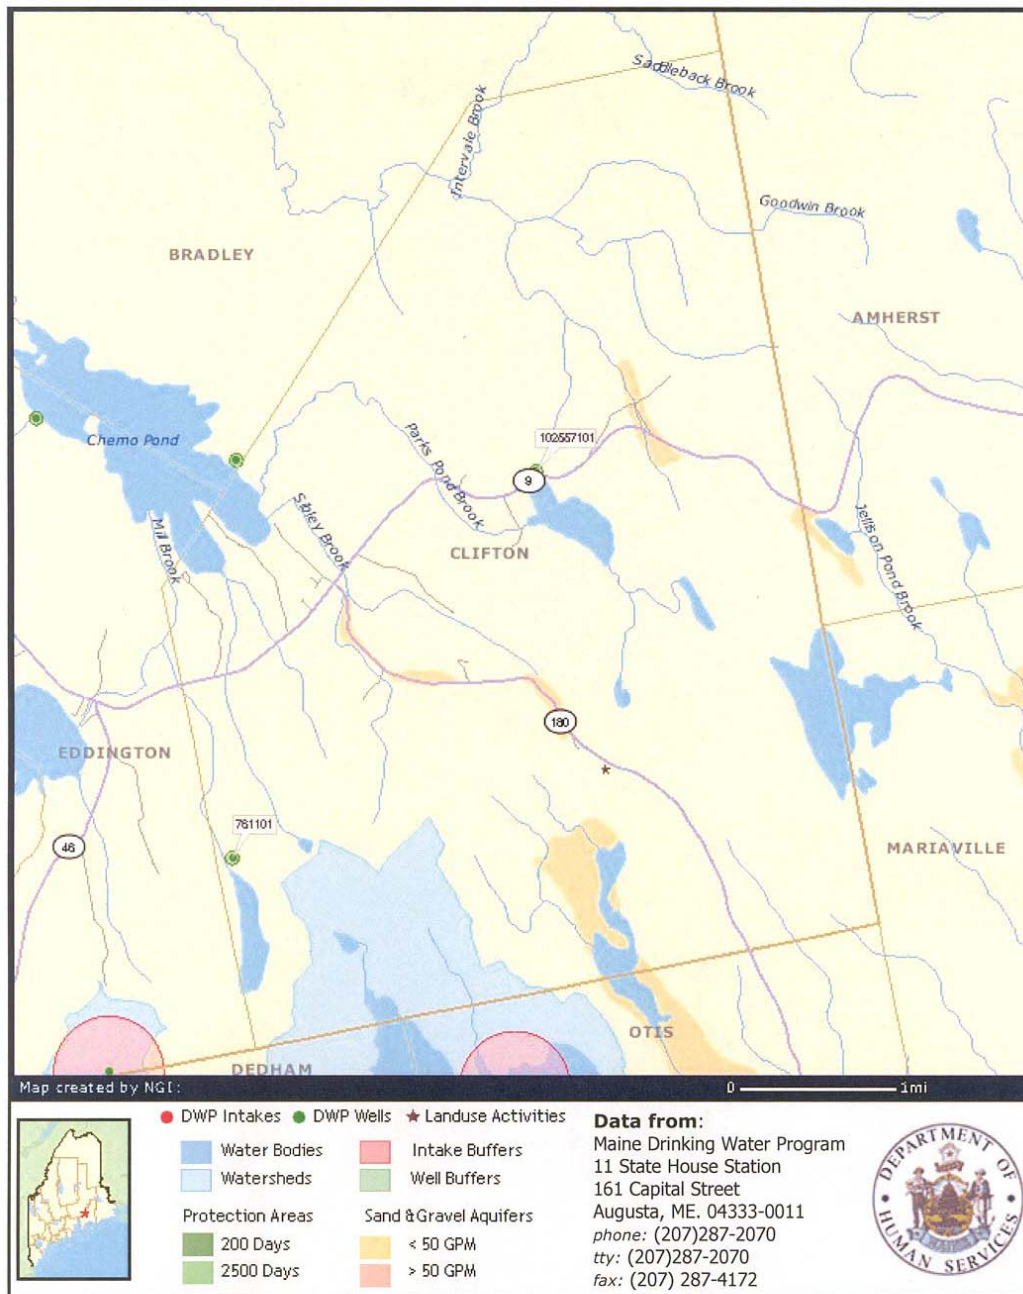 Saddleback Brook
Intervale Brook
Goodwin Brook
BRADLEY
AMHERST
Chemo Pond
Parks Pond Brook
102557101
9
Sibley Brook
Mill Brook
CLIFTON
Jellison Pond Brook
180
EDDINGTON
761101
46
MARIAVILLE
OTIS
DEDHAM
Map created by NGI:
0 1mi
DWP Intakes DWP Wells Landuse Activities
Water Bodies Intake Buffers
Watersheds Well Buffers
Protection Areas Sand & Gravel Aquifers
200 Days < 50 GPM
2500 Days > 50 GPM
Data from:
Maine Drinking Water Program
11 State House Station
161 Capital Street
Augusta, ME. 04333-0011
phone: (207)287-2070
tty: (207)287-2070
fax: (207) 287-4172
DEPARTMENT OF
HUMAN SERVICES